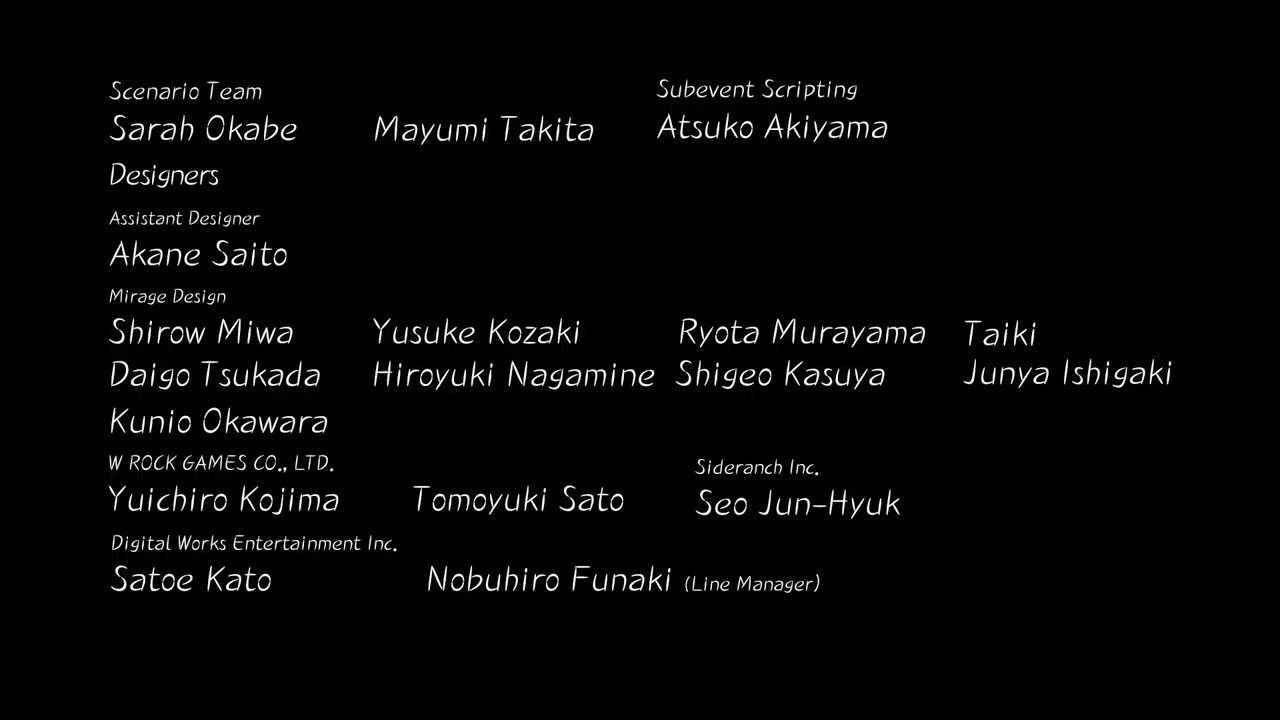 Scenario Team Subevent Scripting
Sarah Okabe Mayumi Takita Atsuko Akiyama
Designers
Assistant Designer
Akane Saito
Mirage Design
Shirow Miwa Yusuke Kozaki Ryota Murayama Taiki
Daigo Tsukada Hiroyuki Nagamine Shigeo Kasuya Junya Ishigaki
Kunio Okawara
W ROCK GAMES CO., LTD. Sideranch Inc.
Yuichiro Kojima Tomoyuki Sato Seo Jun-Hyuk
Digital Works Entertainment Inc.
Satoe Kato Nobuhiro Funaki (Line Manager)